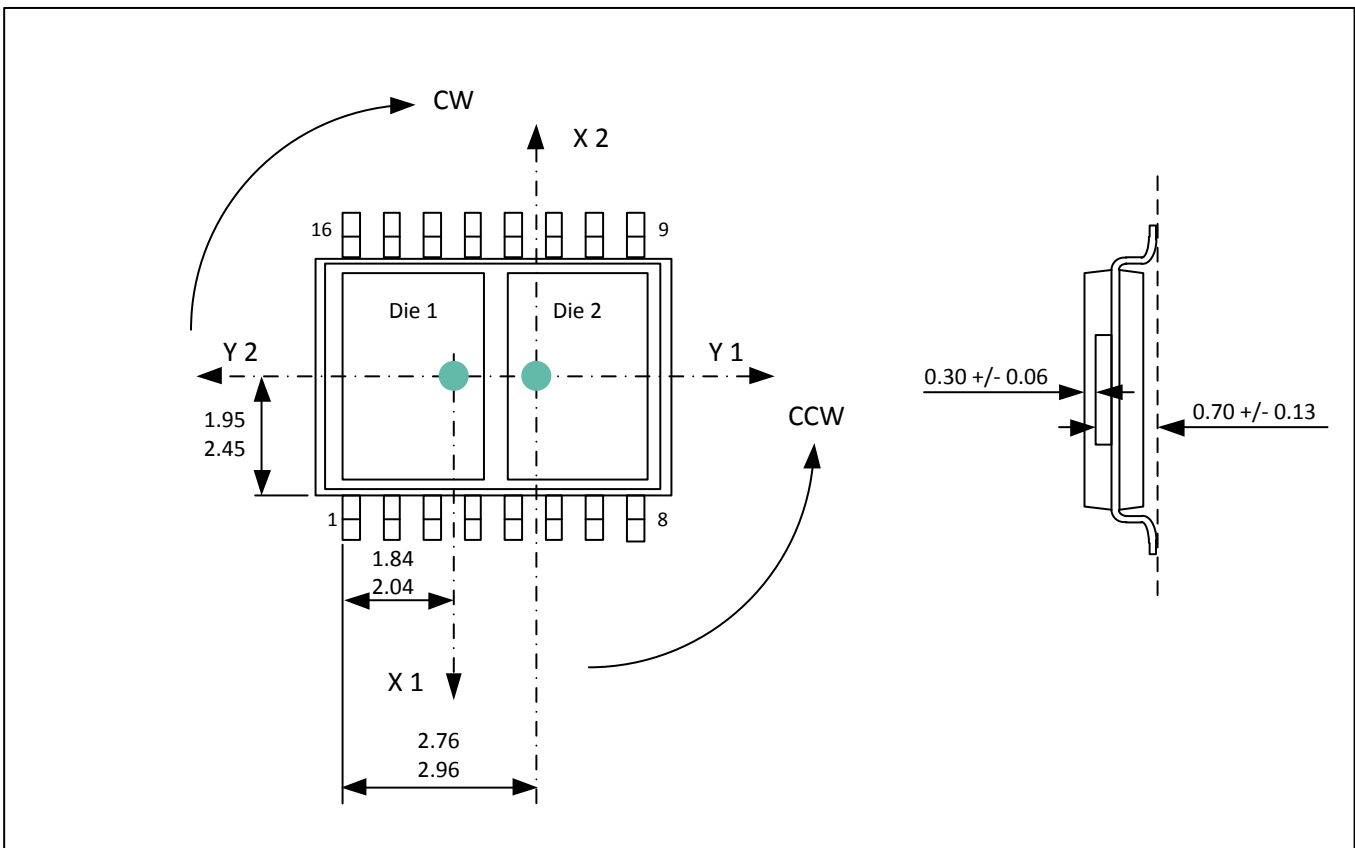 CW
X 2
16
9
Die 1
Die 2
Y 2
Y 1
0.30 +/- 0.06
0.70 +/- 0.13
1.95
2.45
CCW
1
8
1.84
2.04
X 1
2.76
2.96